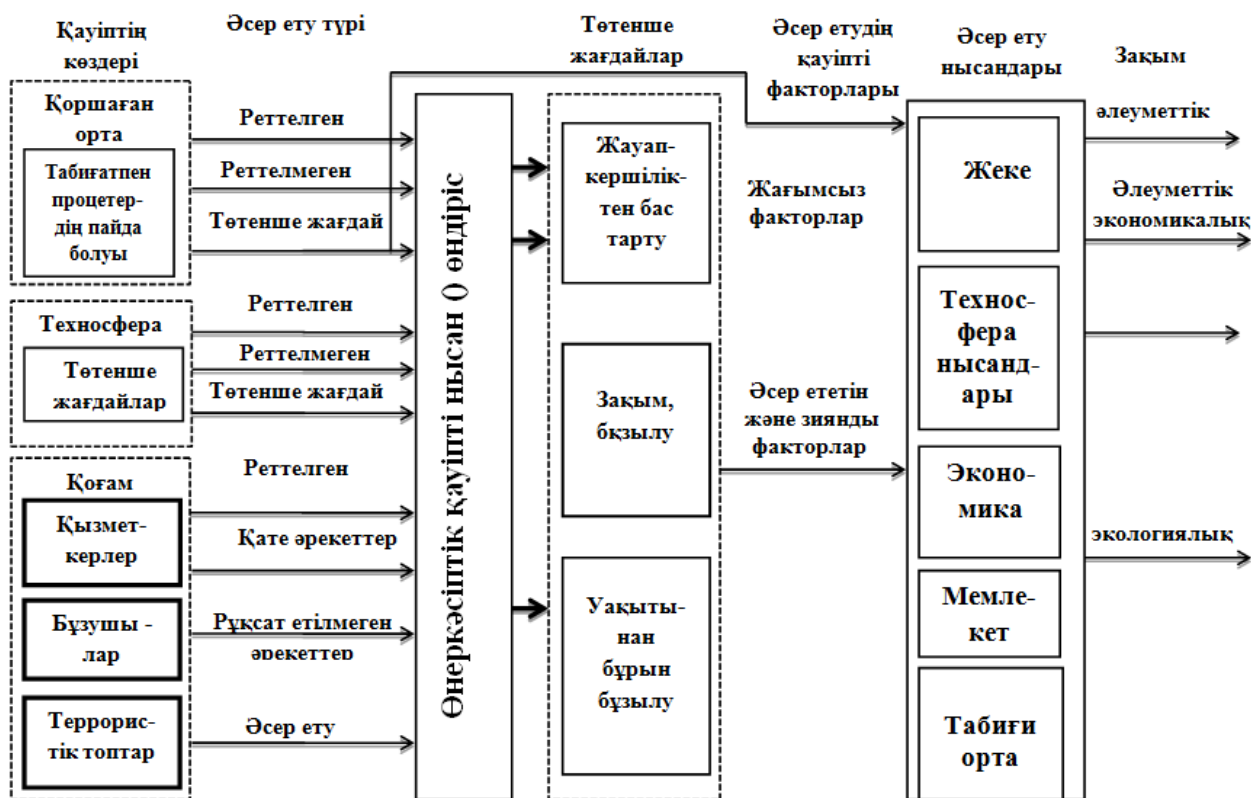 Қауіптің
көздері
Әсер ету түрі
Төтенше
жағдайлар
Әсер етудің
қауіпті
факторлары
Әсер ету
нысандары
Зақым
Қоршаған
орта
Табиғатпен
процетер-
дің пайда
болуы
Реттелген
Реттелмеген
Төтенше жағдай
Техносфера
Төтенше
жағдайлар
Реттелген
Реттелмеген
Төтенше жағдай
Қоғам
Қызмет-
керлер
Бұзушы -
лар
Террорис-
тік топтар
Реттелген
Қате әрекеттер
Рұқсат етілмеген
әрекеттер
Әсер ету
Өнеркәсіптік қауіпті нысан () өндіріс
Жауап-
кершілік-
тен бас
тарту
Зақым,
бқзылу
Уақыты-
нан
бұрын
бұзылу
Жағымсыз
факторлар
Әсер ететін
және зиянды
факторлар
Жеке
Технос-
фера
нысанд-
ары
Эконо-
мика
Мемле-
кет
Табиғи
орта
әлеуметтік
Әлеуметтік
экономикалық
экологиялық